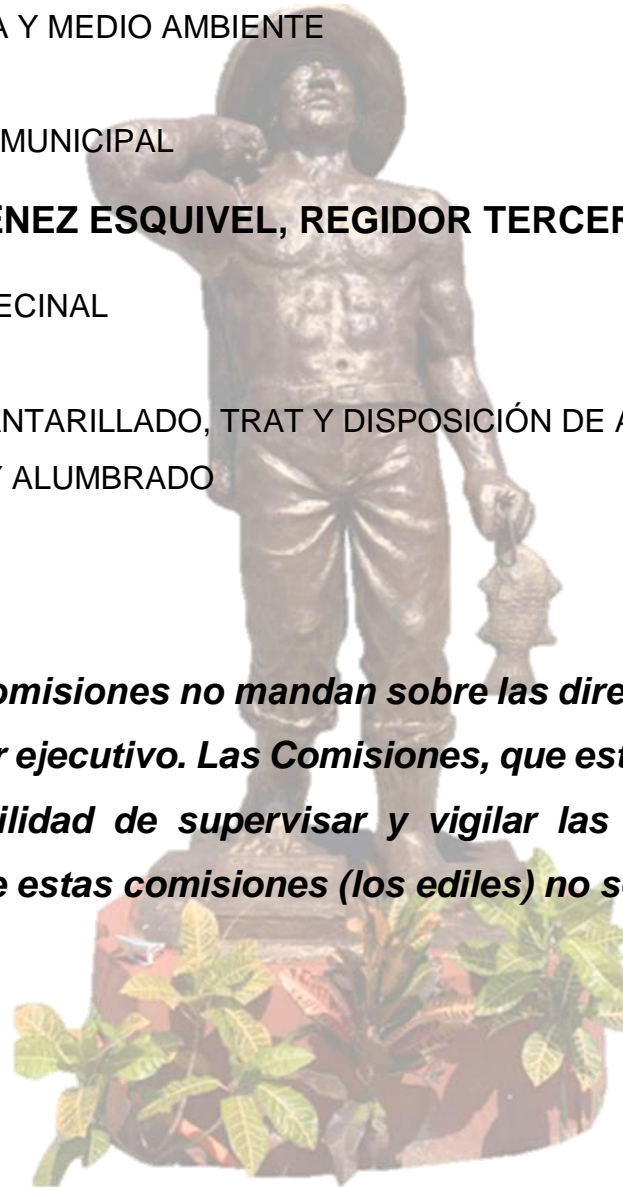 A Y MEDIO AMBIENTE
MUNICIPAL
ENEZ ESQUIVEL, REGIDOR TERCER
ECINAL
ANTARILLADO, TRAT Y DISPOSICIÓN DE A
Y ALUMBRADO
omisiones no mandan sobre las dire
r ejecutivo. Las Comisiones, que est
ilidad de supervisar y vigilar las
e estas comisiones (los ediles) no s